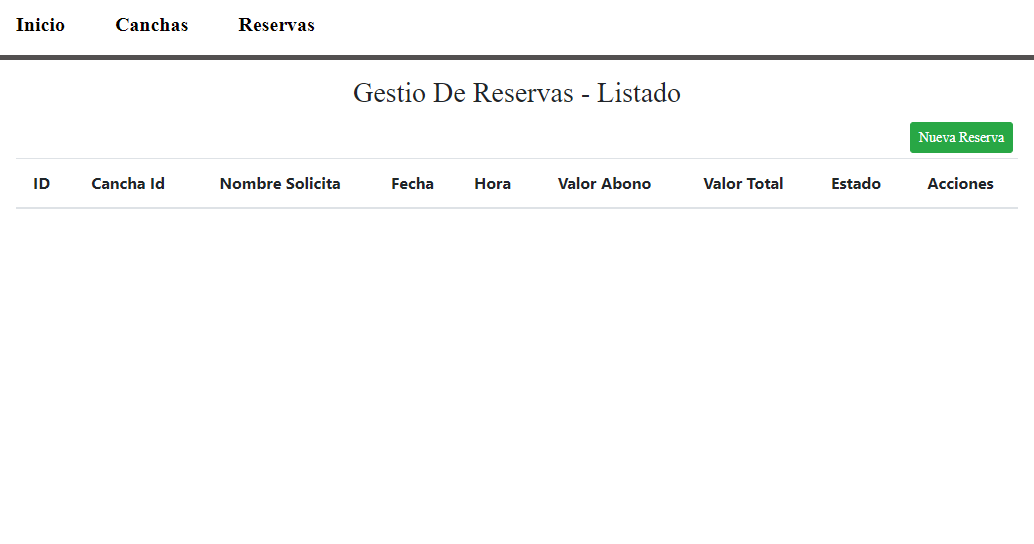 Inicio Canchas Reservas
Gestio De Reservas - Listado
Nueva Reserva
ID Cancha Id Nombre Solicita Fecha Hora Valor Abono Valor Total Estado Acciones